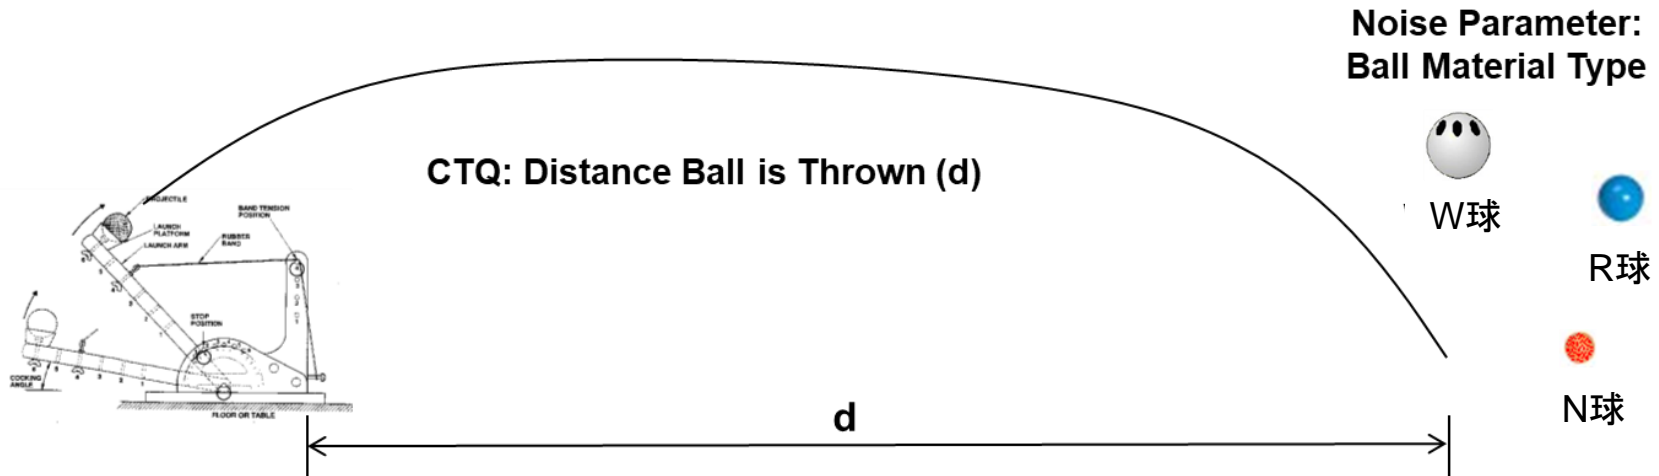 Noise Parameter:
Ball Material Type
CTQ: Distance Ball is Thrown (d)
W球
R球
N球
PROJECTILE
BAND TENSION
POSITION
LAUNCH
PLATFORM
RUBBER
BAND
LAUNCH ARM
STOP
POSITION
COCKING
ANGLE
FLOOR OR TABLE
d